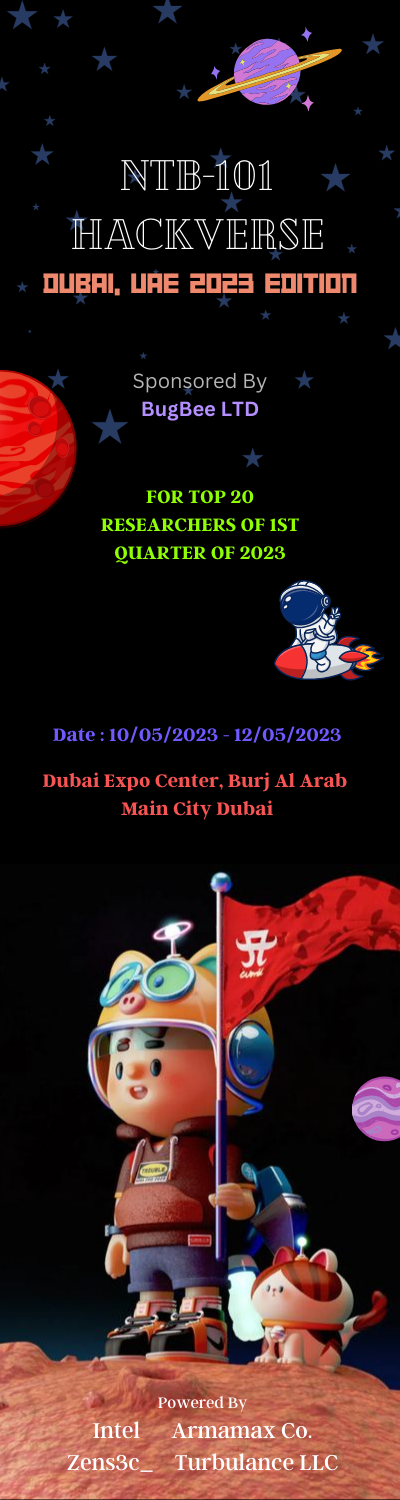 NTB-101
HACKVERSE
DUBAI, UAE 2023 EDITION
Sponsored By
BugBee LTD
FOR TOP 20
RESEARCHERS OF 1ST
QUARTER OF 2023
Date : 10/05/2023 - 12/05/2023
Dubai Expo Center, Burj Al Arab
Main City Dubai
TROUBLE
Powered By
Intel Armamax Co.
Zens3c_ Turbulance LLC